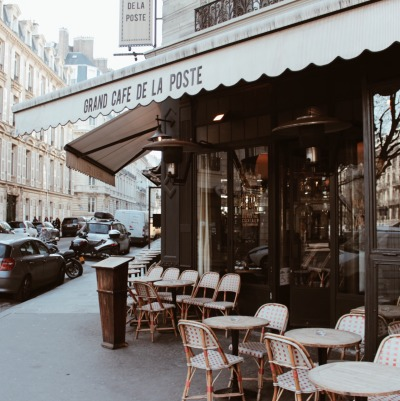 DE LA
POSTE
GRAND CAFE DE LA POSTE